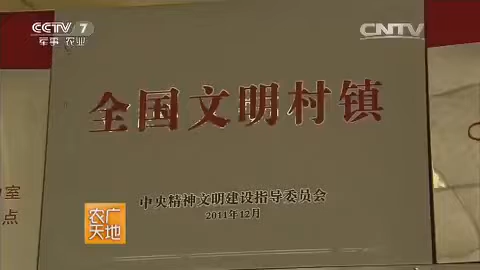 CCTV 7
军事 农业
CNTV
全国文明村镇
中央精神文明建设指导委员会
2011年12月
室
点
农广
天地